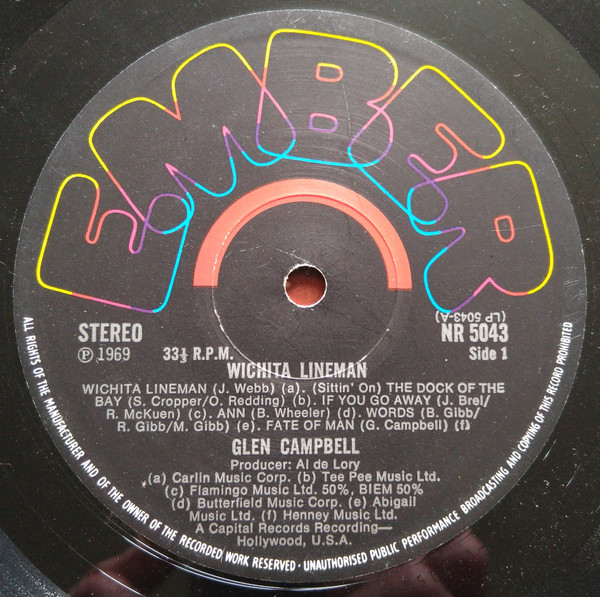 EMBER
STEREO
Ⓟ 1969
33⅓ R.P.M.
(LP 5043-A)
NR 5043
Side 1
WICHITA LINEMAN
WICHITA LINEMAN (J. Webb) (a). (Sittin' On) THE DOCK OF THE
BAY (S. Cropper/O. Redding) (b). IF YOU GO AWAY (J. Brel/
R. McKuen) (c). ANN (B. Wheeler) (d). WORDS (B. Gibb/
R. Gibb/M. Gibb) (e). FATE OF MAN (G. Campbell) (f)
GLEN CAMPBELL
Producer: Al de Lory
(a) Carlin Music Corp. (b) Tee Pee Music Ltd.
(c) Flamingo Music Ltd. 50%, BIEM 50%
(d) Butterfield Music Corp. (e) Abigail
Music Ltd. (f) Henney Music Ltd.
A Capital Records Recording—
Hollywood, U.S.A.
ALL RIGHTS OF THE MANUFACTURER AND OF THE OWNER OF THE RECORDED WORK RESERVED · UNAUTHORISED PUBLIC PERFORMANCE BROADCASTING AND COPYING OF THIS RECORD PROHIBITED